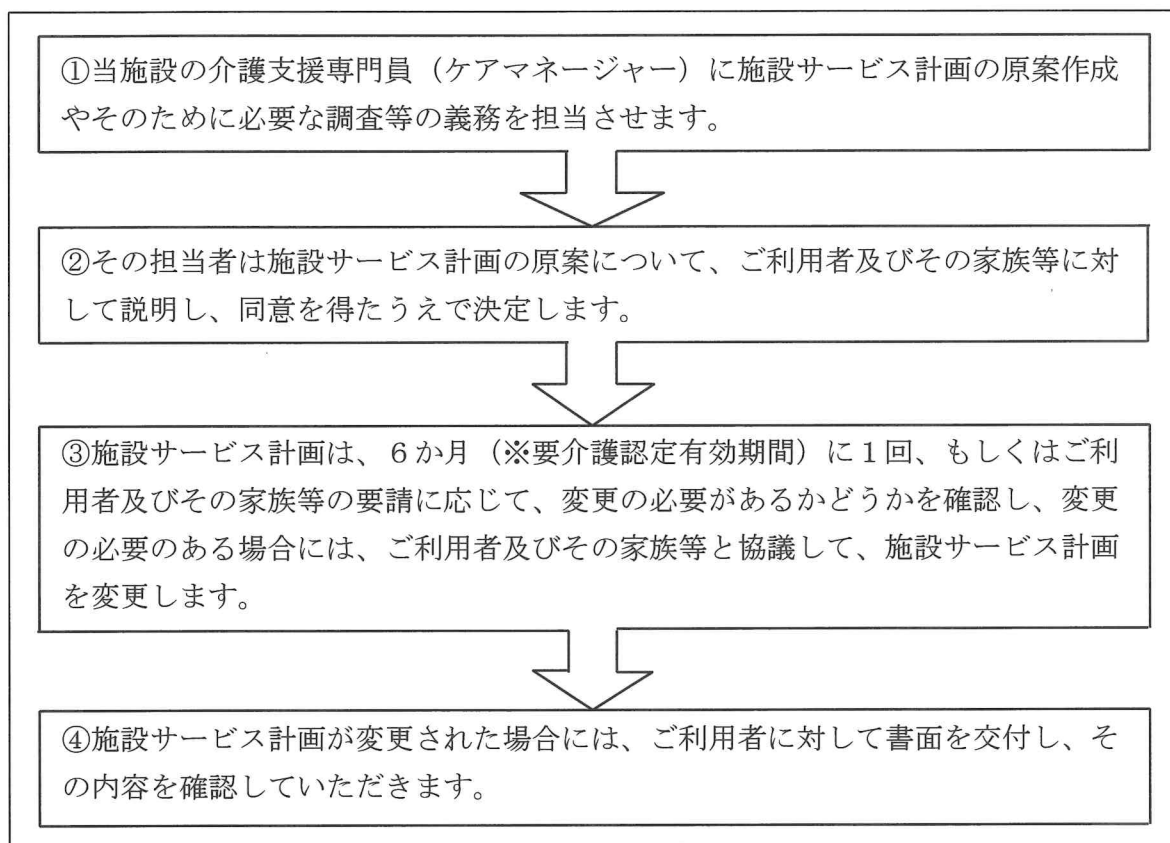 ①当施設の介護支援専門員（ケアマネージャー）に施設サービス計画の原案作成
やそのために必要な調査等の義務を担当させます。
②その担当者は施設サービス計画の原案について、ご利用者及びその家族等に対
して説明し、同意を得たうえで決定します。
③施設サービス計画は、６か月（※要介護認定有効期間）に１回、もしくはご利
用者及びその家族等の要請に応じて、変更の必要があるかどうかを確認し、変更
の必要のある場合には、ご利用者及びその家族等と協議して、施設サービス計画
を変更します。
④施設サービス計画が変更された場合には、ご利用者に対して書面を交付し、そ
の内容を確認していただきます。